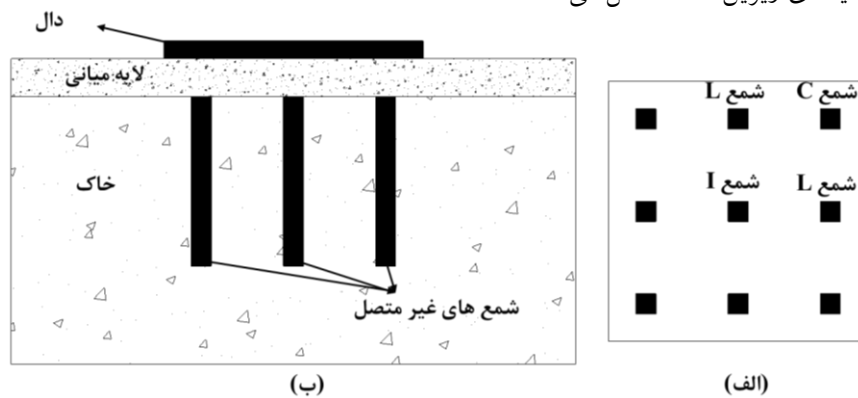 دال
لایه میانی
خاک
شمع های غیر متصل
(ب)
شمع L
شمع C
شمع I
شمع L
(الف)